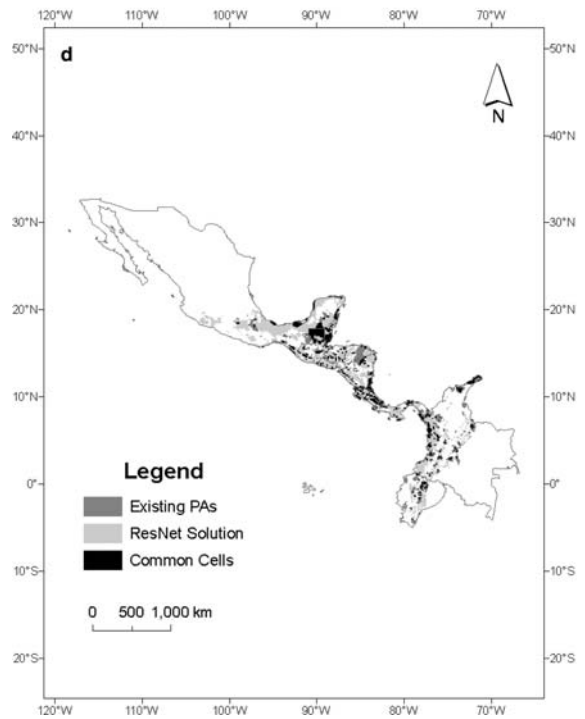 120°W 110°W 100°W 90°W 80°W 70°W
d
N
50°N 50°N
40°N 40°N
30°N 30°N
20°N 20°N
10°N 10°N
0° 0°
10°S 10°S
20°S 20°S
Legend
Existing PAs
ResNet Solution
Common Cells
0 500 1,000 km
120°W 110°W 100°W 90°W 80°W 70°W